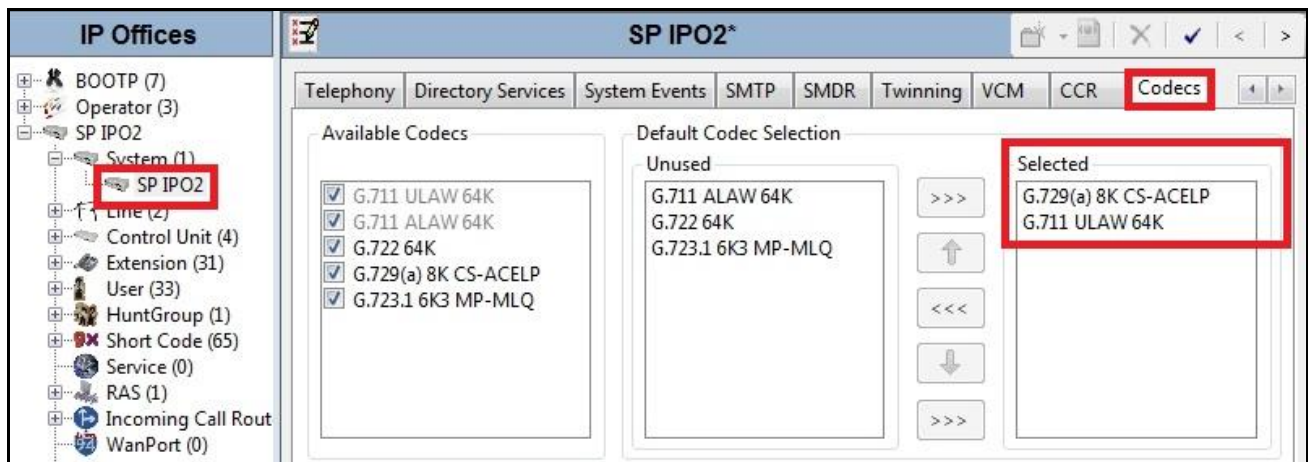 IP Offices
BOOTP (7)
Operator (3)
SP IPO2
System (1)
SP IPO2
Line (2)
Control Unit (4)
Extension (31)
User (33)
HuntGroup (1)
Short Code (65)
Service (0)
RAS (1)
Incoming Call Rout
WanPort (0)
SP IPO2*
Telephony Directory Services System Events SMTP SMDR Twinning VCM CCR Codecs
Available Codecs
G.711 ULAW 64K
G.711 ALAW 64K
G.722 64K
G.729(a) 8K CS-ACELP
G.723.1 6K3 MP-MLQ
Default Codec Selection
Unused
G.711 ALAW 64K
G.722 64K
G.723.1 6K3 MP-MLQ
>>>
<<<
>>>
Selected
G.729(a) 8K CS-ACELP
G.711 ULAW 64K